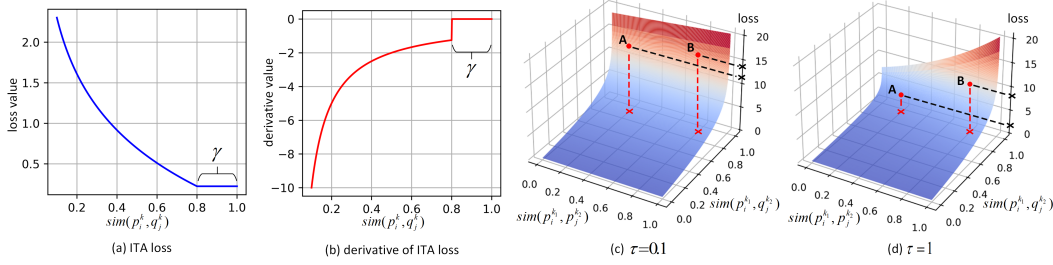 2.0
1.5
1.0
0.5
loss value
γ
0.2 0.4 0.6 0.8 1.0
sim(p_i^k, q_j^k)
(a) ITA loss
0
−2
−4
−6
−8
−10
derivative value
γ
0.2 0.4 0.6 0.8 1.0
sim(p_i^k, q_j^k)
(b) derivative of ITA loss
loss
A
B
20
15
10
5
0
0.0 0.2 0.4 0.6 0.8 1.0
sim(p_i^{k_1}, p_j^{k_2})
0.0 0.2 0.4 0.6 0.8 1.0
sim(p_i^{k_1}, q_j^{k_2})
(c) τ=0.1
loss
A
B
20
15
10
5
0
0.0 0.2 0.4 0.6 0.8 1.0
sim(p_i^{k_1}, p_j^{k_2})
0.0 0.2 0.4 0.6 0.8 1.0
sim(p_i^{k_1}, q_j^{k_2})
(d) τ=1